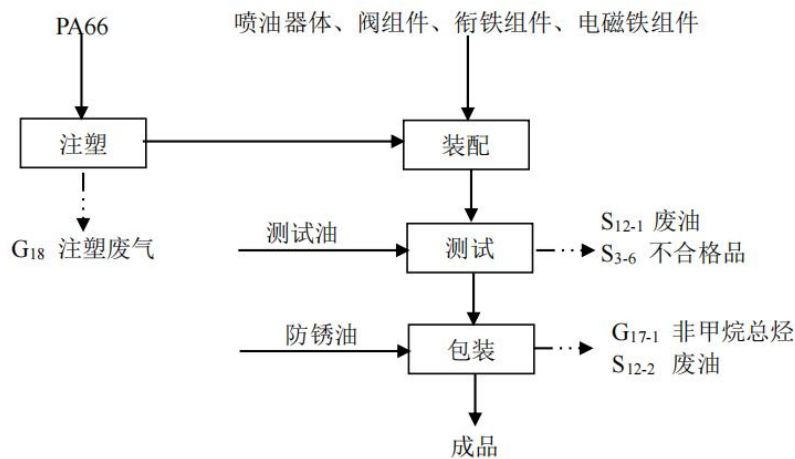 PA66
喷油器体、阀组件、衔铁组件、电磁铁组件
注塑
装配
G18 注塑废气
测试油
测试
S12-1 废油
S3-6 不合格品
防锈油
包装
G17-1 非甲烷总烃
S12-2 废油
成品